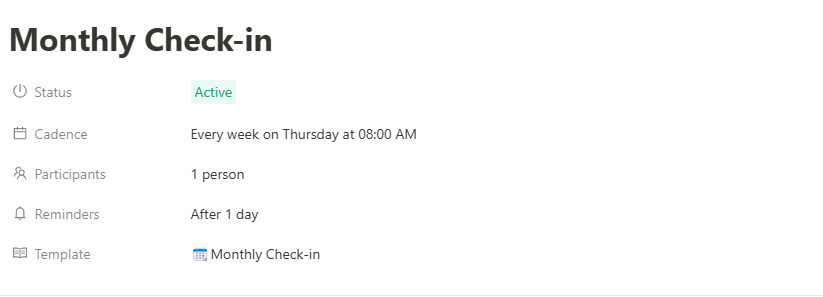 Monthly Check-in
Status Active
Cadence Every week on Thursday at 08:00 AM
Participants 1 person
Reminders After 1 day
Template Monthly Check-in